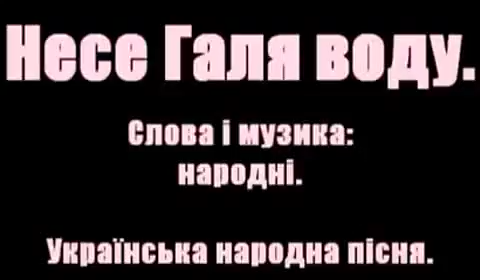 Несе Галя воду.
Слова і музика:
народні.
Українська народна пісня.